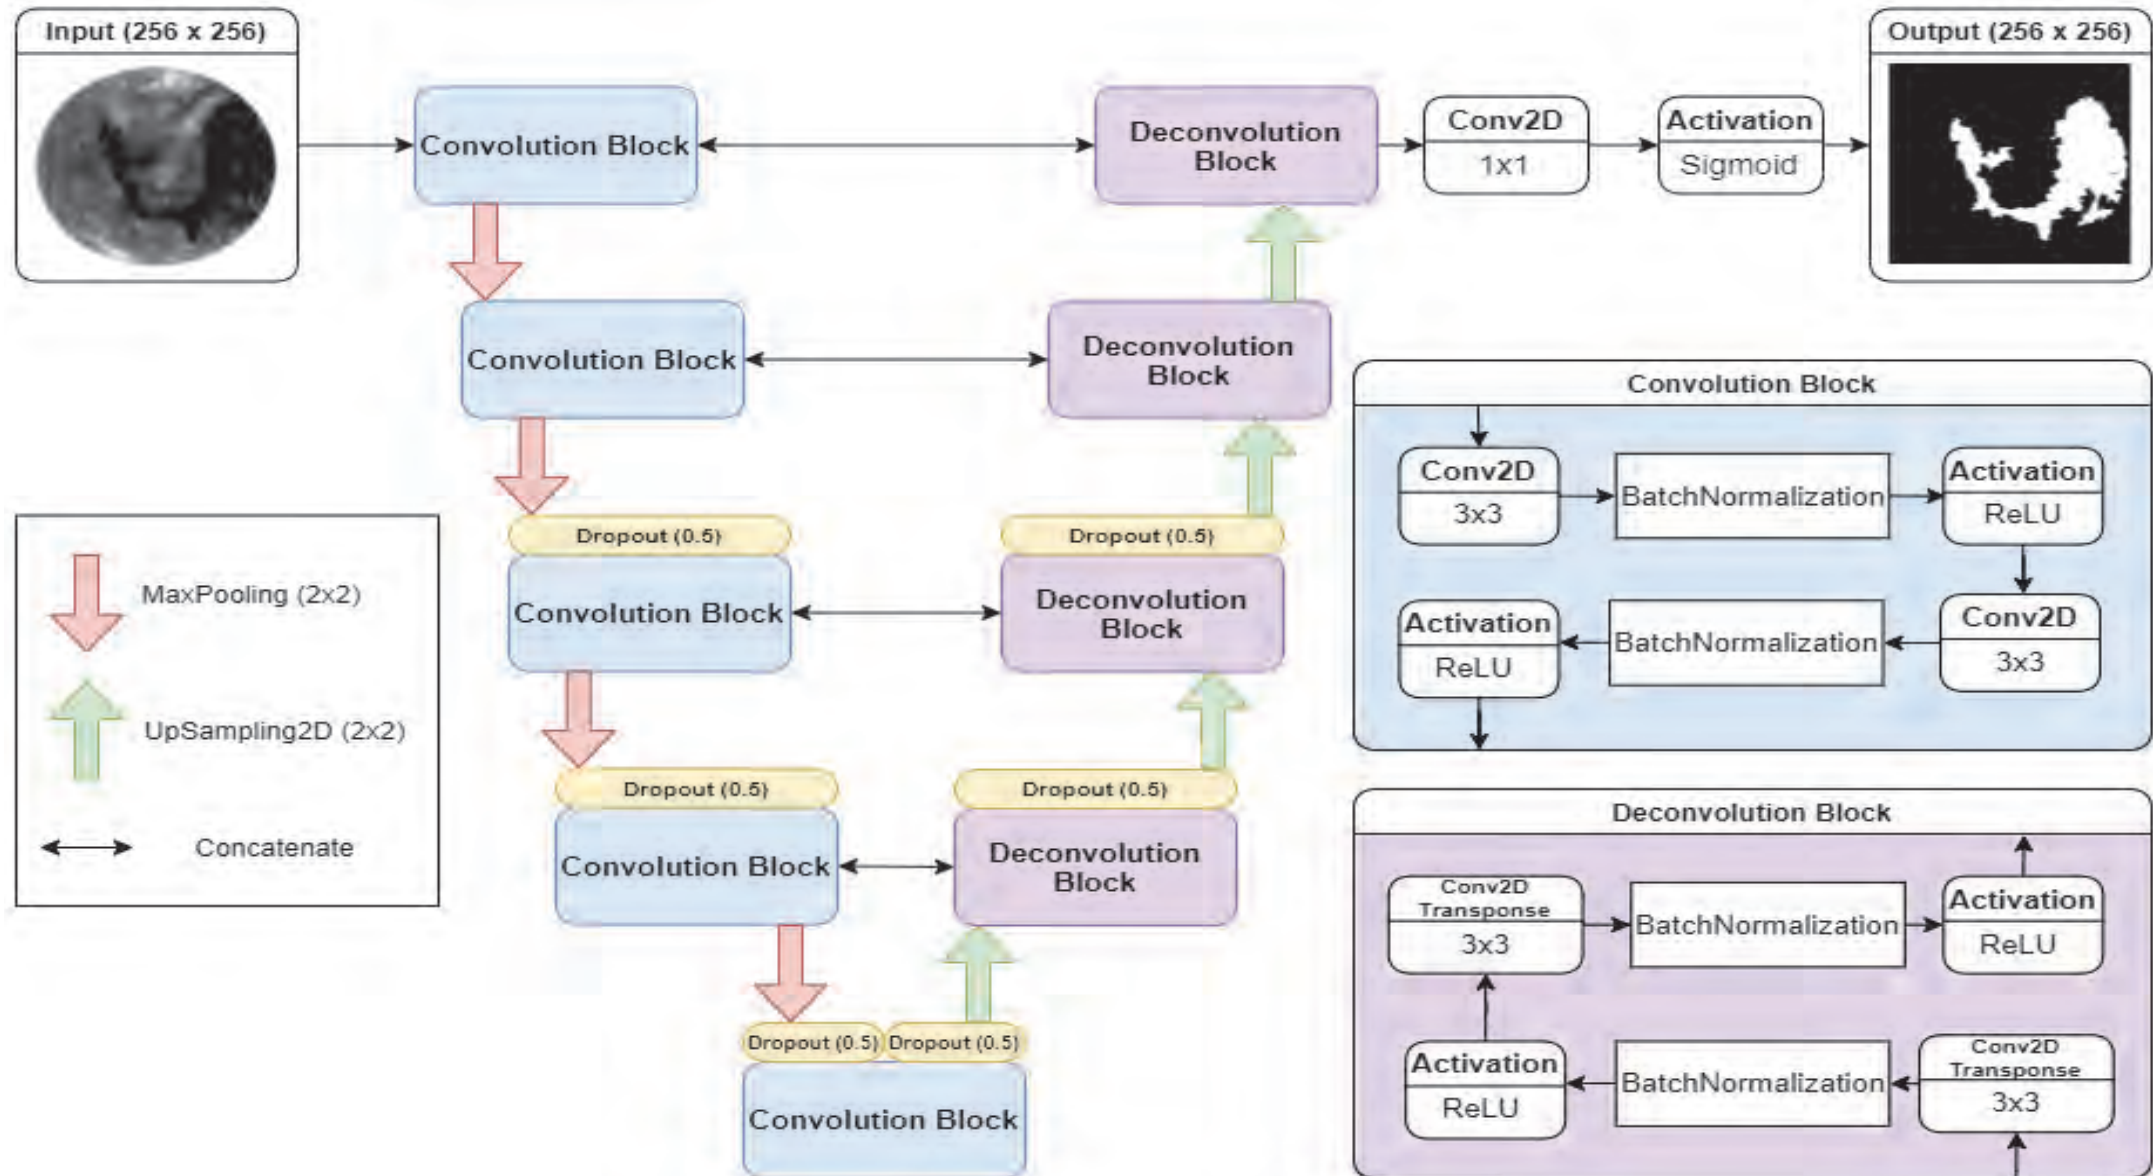 Input (256 x 256)
Output (256 x 256)
Convolution Block
Deconvolution
Block
Conv2D
1x1
Activation
Sigmoid
Convolution Block
Deconvolution
Block
Dropout (0.5)
Convolution Block
Dropout (0.5)
Deconvolution
Block
Dropout (0.5)
Convolution Block
Dropout (0.5)
Deconvolution
Block
Dropout (0.5)
Dropout (0.5)
Convolution Block
MaxPooling (2x2)
UpSampling2D (2x2)
Concatenate
Convolution Block
Conv2D
3x3
BatchNormalization
Activation
ReLU
Activation
ReLU
BatchNormalization
Conv2D
3x3
Deconvolution Block
Conv2D
Transponse
3x3
BatchNormalization
Activation
ReLU
Activation
ReLU
BatchNormalization
Conv2D
Transponse
3x3